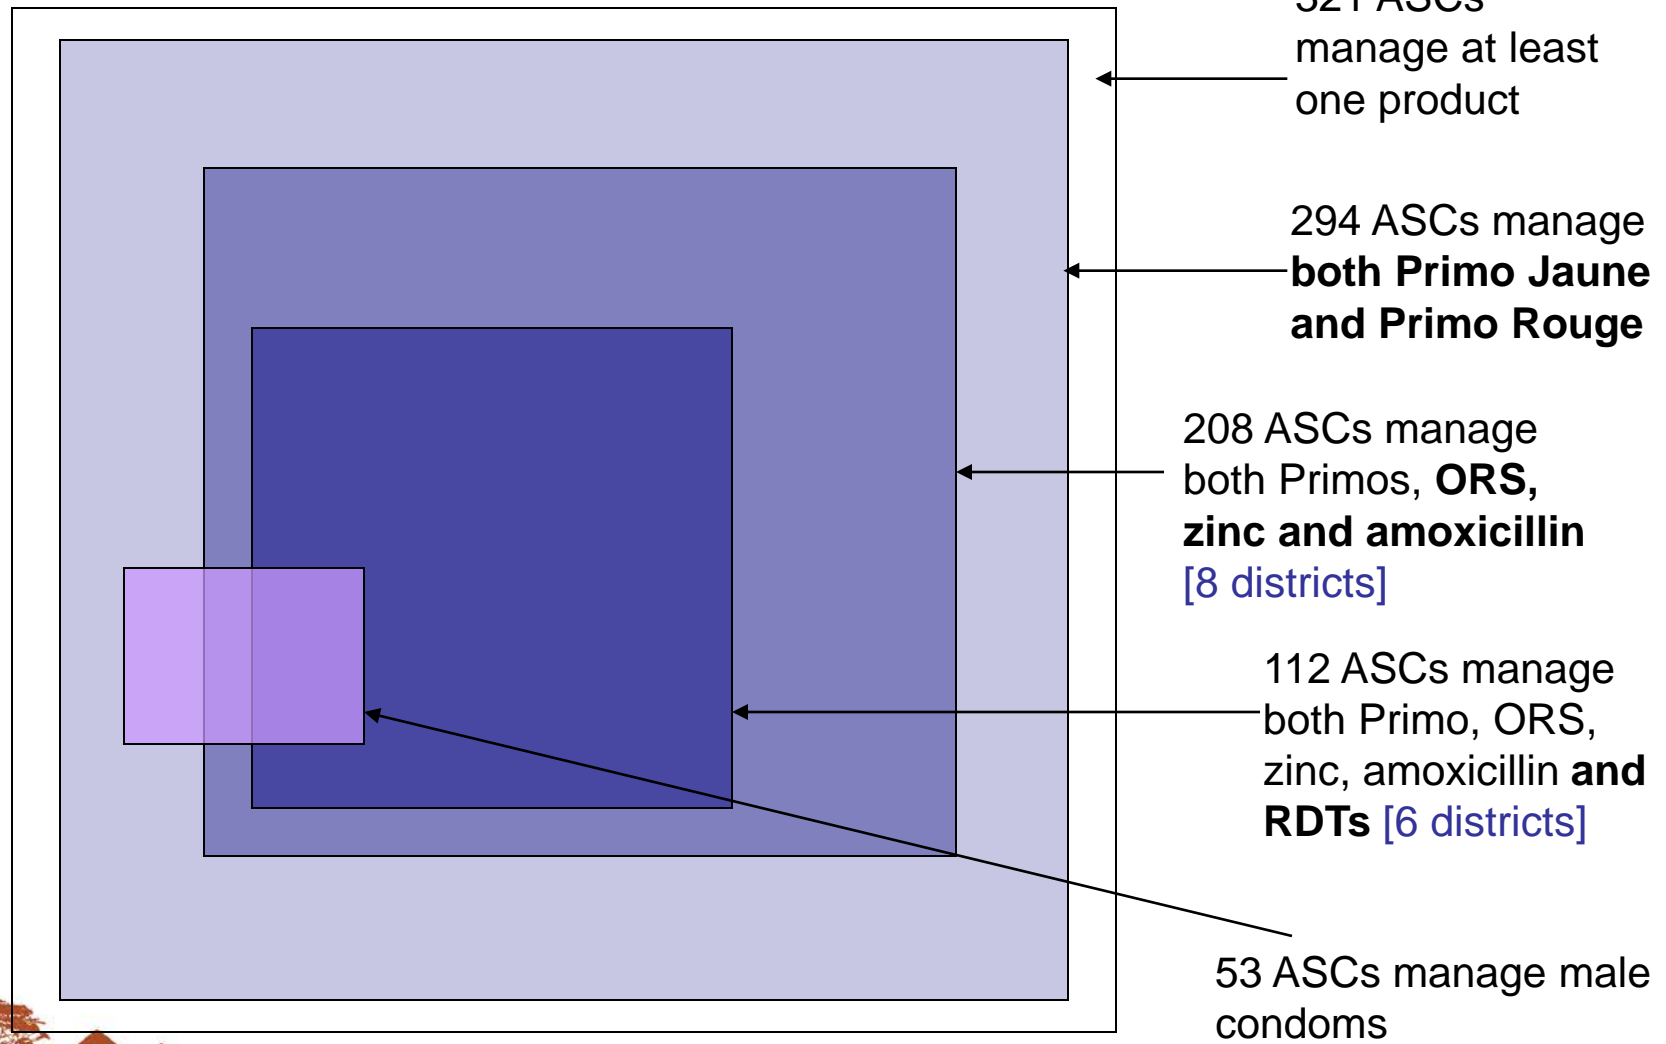 321 ASCs
manage at least
one product
294 ASCs manage
both Primo Jaune
and Primo Rouge
208 ASCs manage
both Primos, ORS,
zinc and amoxicillin
[8 districts]
112 ASCs manage
both Primo, ORS,
zinc, amoxicillin and
RDTs [6 districts]
53 ASCs manage male
condoms